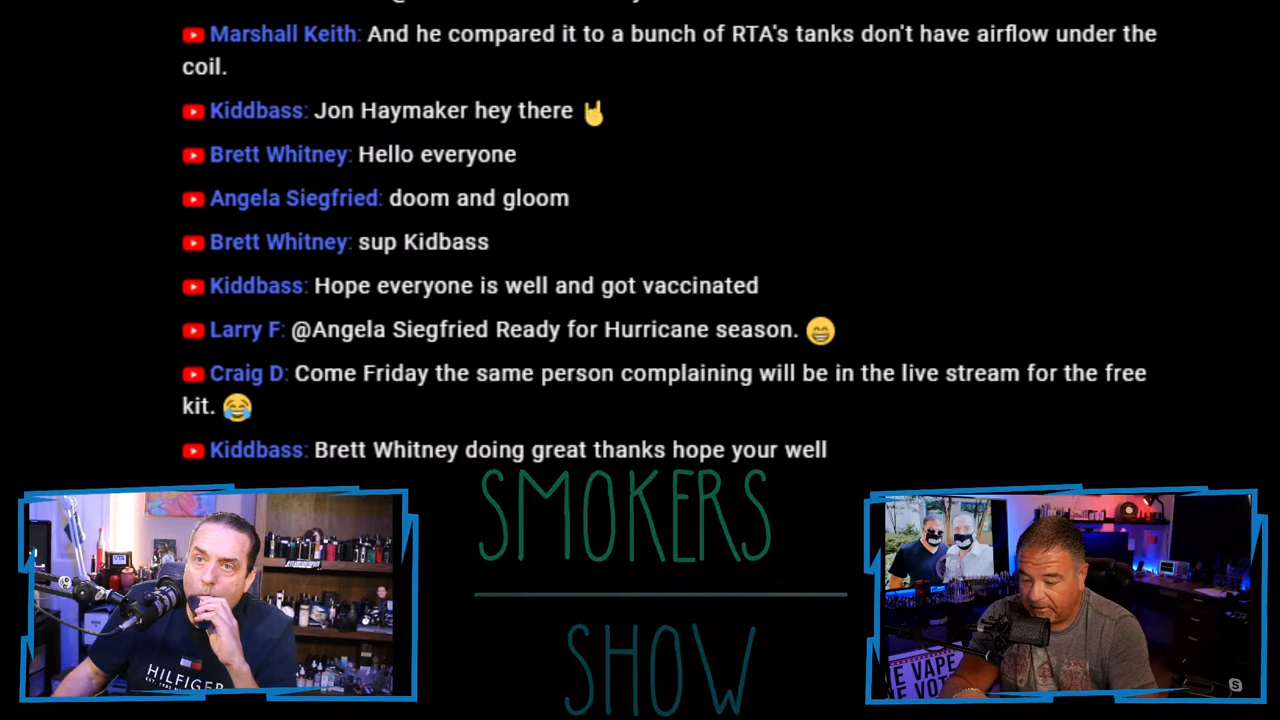 Marshall Keith: And he compared it to a bunch of RTA's tanks don't have airflow under the
coil.
Kiddbass: Jon Haymaker hey there 🤘
Brett Whitney: Hello everyone
Angela Siegfried: doom and gloom
Brett Whitney: sup Kidbass
Kiddbass: Hope everyone is well and got vaccinated
Larry F: @Angela Siegfried Ready for Hurricane season. 😁
Craig D: Come Friday the same person complaining will be in the live stream for the free
kit. 😂
Kiddbass: Brett Whitney doing great thanks hope your well
SMOKERS
SHOW
HILFIGER
VAPE
VOTE